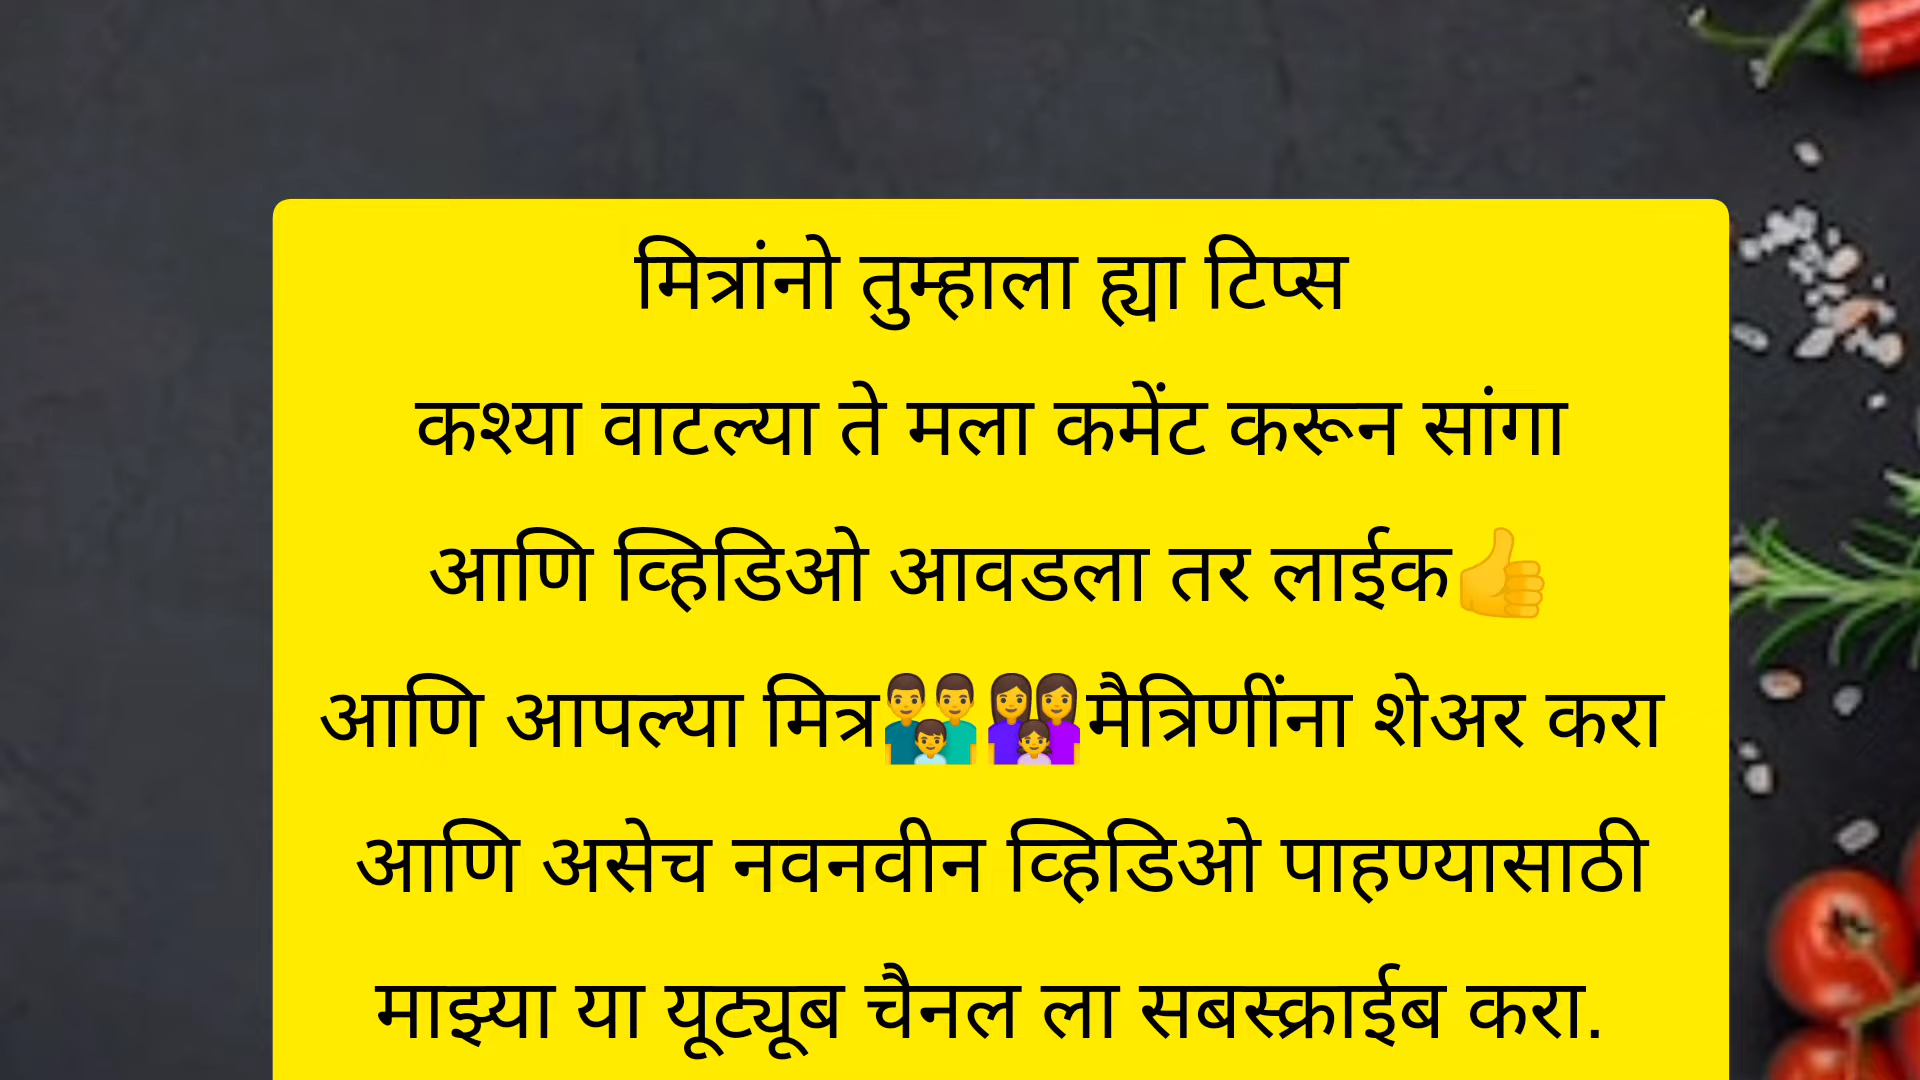 मित्रांनो तुम्हाला ह्या टिप्स
कश्या वाटल्या ते मला कमेंट करून सांगा
आणि व्हिडिओ आवडला तर लाईक👍
आणि आपल्या मित्र👨‍👨‍👦👩‍👩‍👧मैत्रिणींना शेअर करा
आणि असेच नवनवीन व्हिडिओ पाहण्यासाठी
माझ्या या यूट्यूब चैनल ला सबस्क्राईब करा.